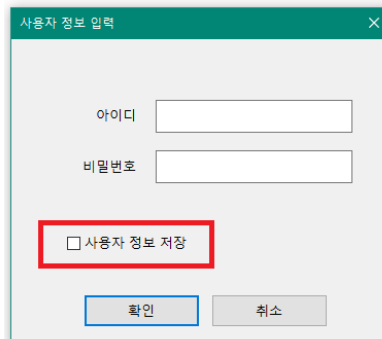 사용자 정보 입력
아이디
비밀번호
사용자 정보 저장
확인 취소